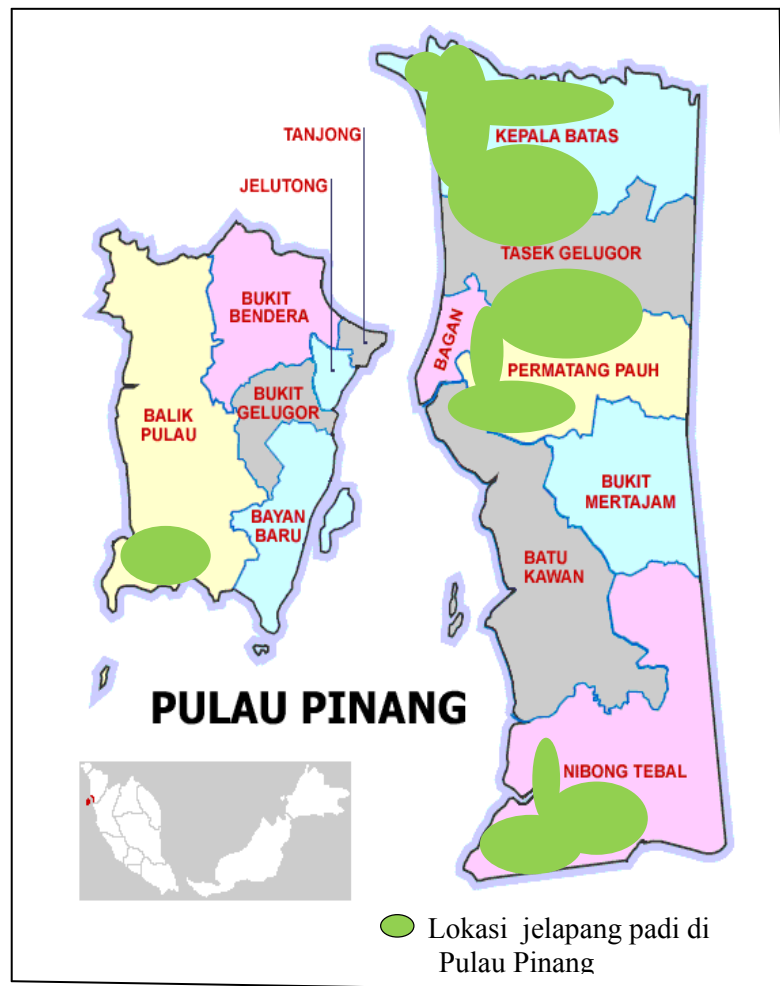 TANJONG
JELUTONG
KEPALA BATAS
TASEK GELUGOR
BUKIT
BENDERA
BAGAN
PERMATANG PAUH
BUKIT
GELUGOR
BALIK
PULAU
BUKIT
MERTAJAM
BAYAN
BARU
BATU
KAWAN
PULAU PINANG
NIBONG TEBAL
Lokasi jelapang padi di
Pulau Pinang